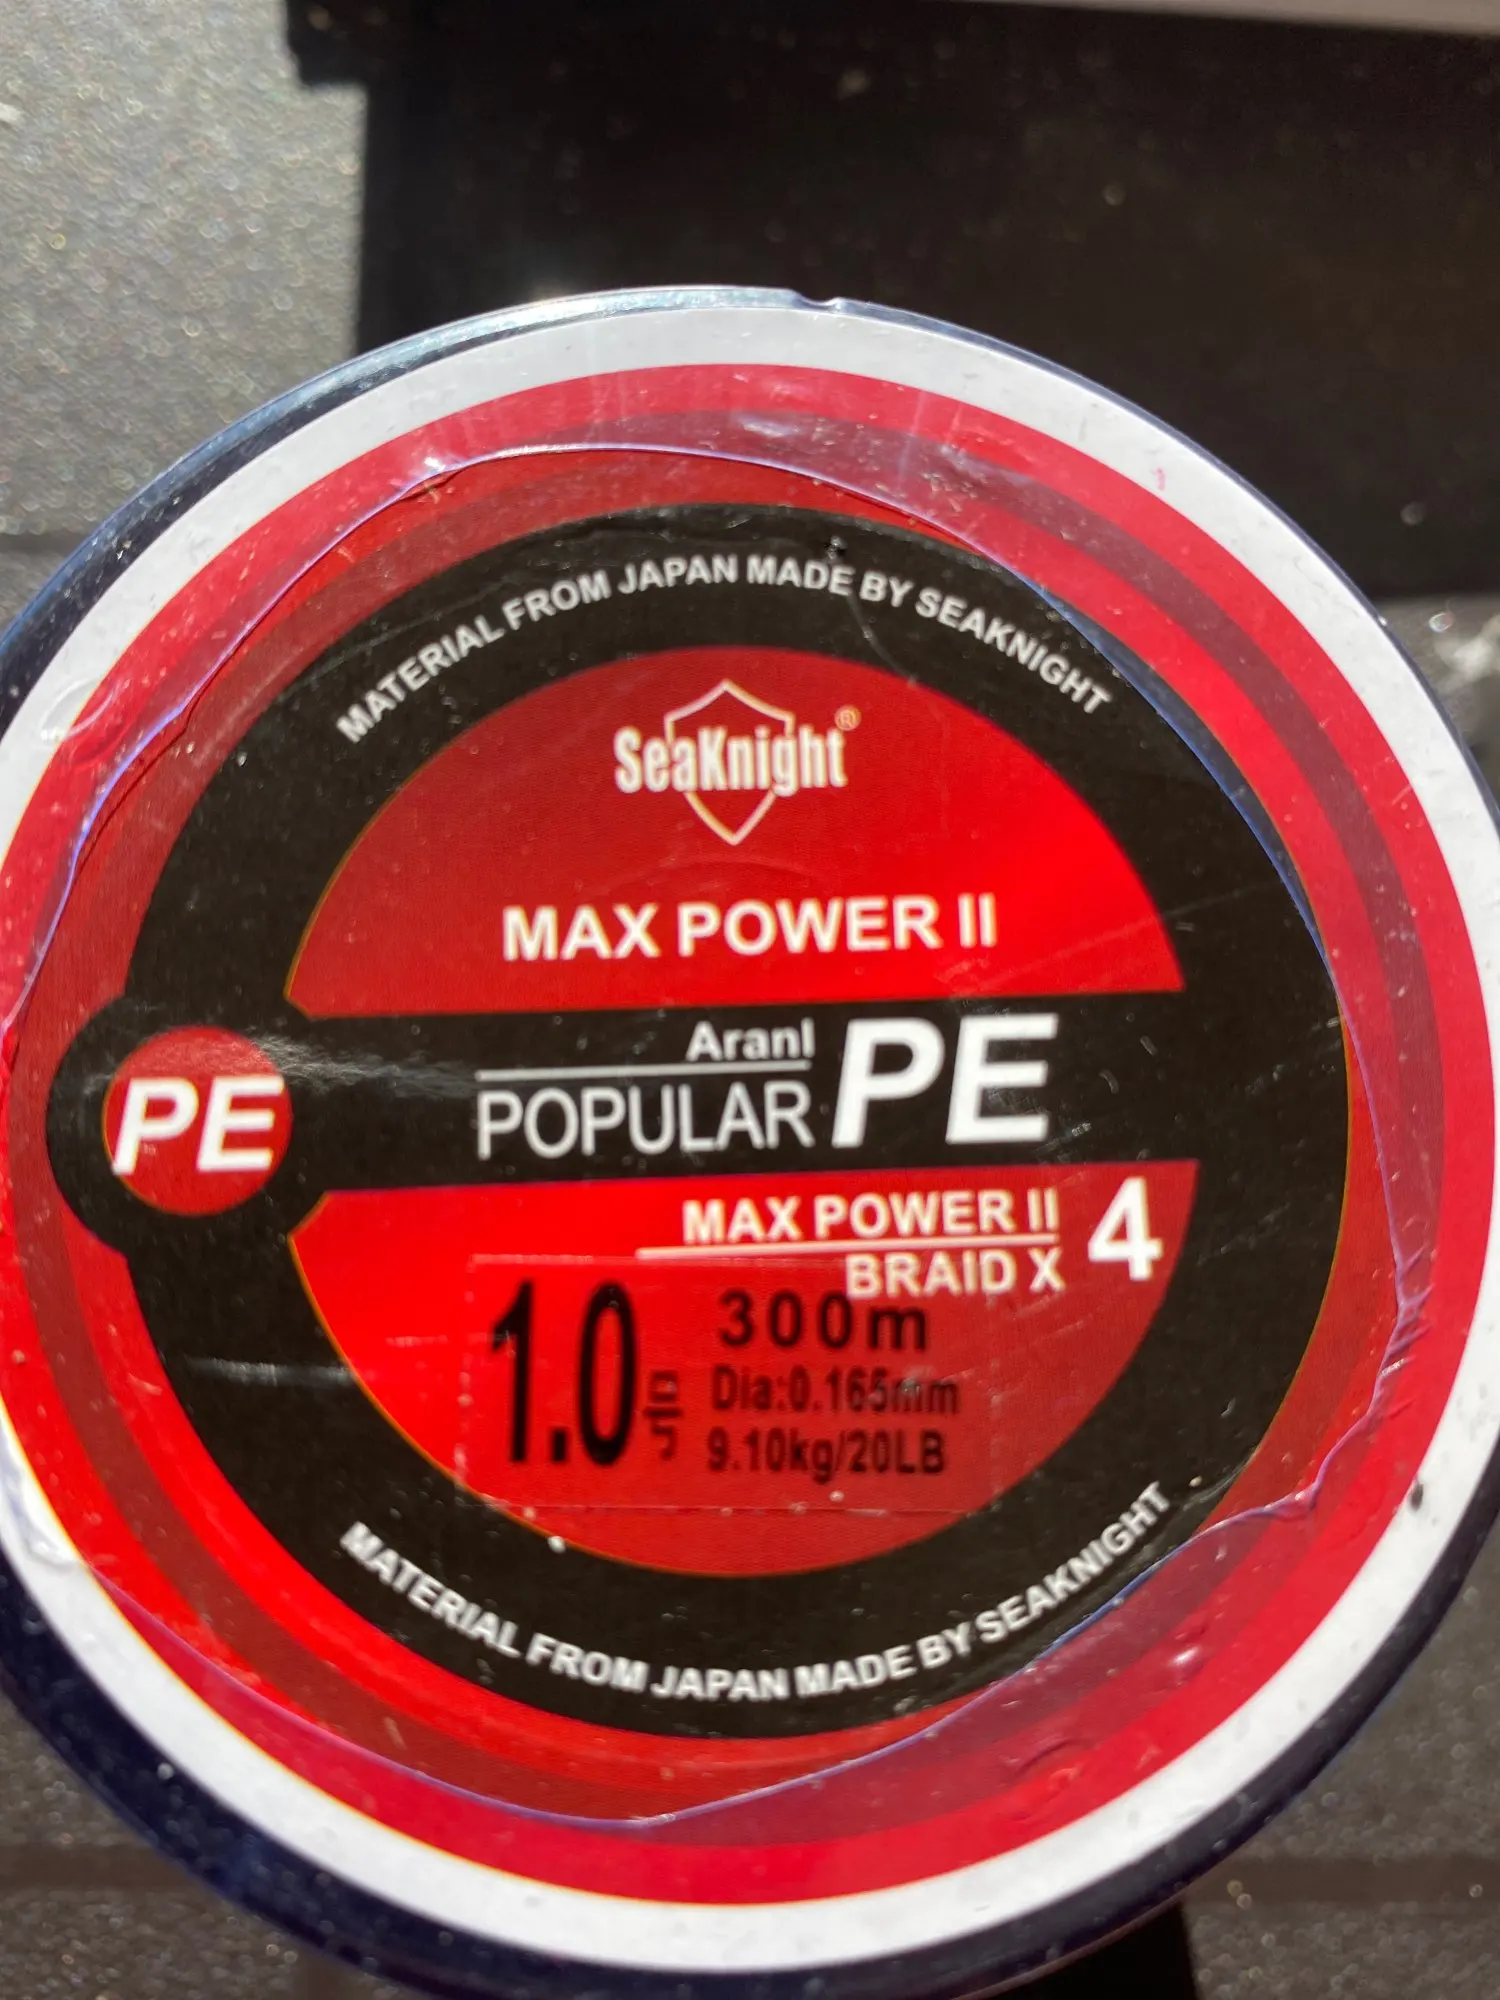 MATERIAL FROM JAPAN MADE BY SEAKNIGHT
SeaKnight®
MAX POWER II
PE
AranI
POPULAR PE
MAX POWER II
BRAID X 4
1.0号
300m
Dia:0.165mm
9.10kg/20LB
MATERIAL FROM JAPAN MADE BY SEAKNIGHT